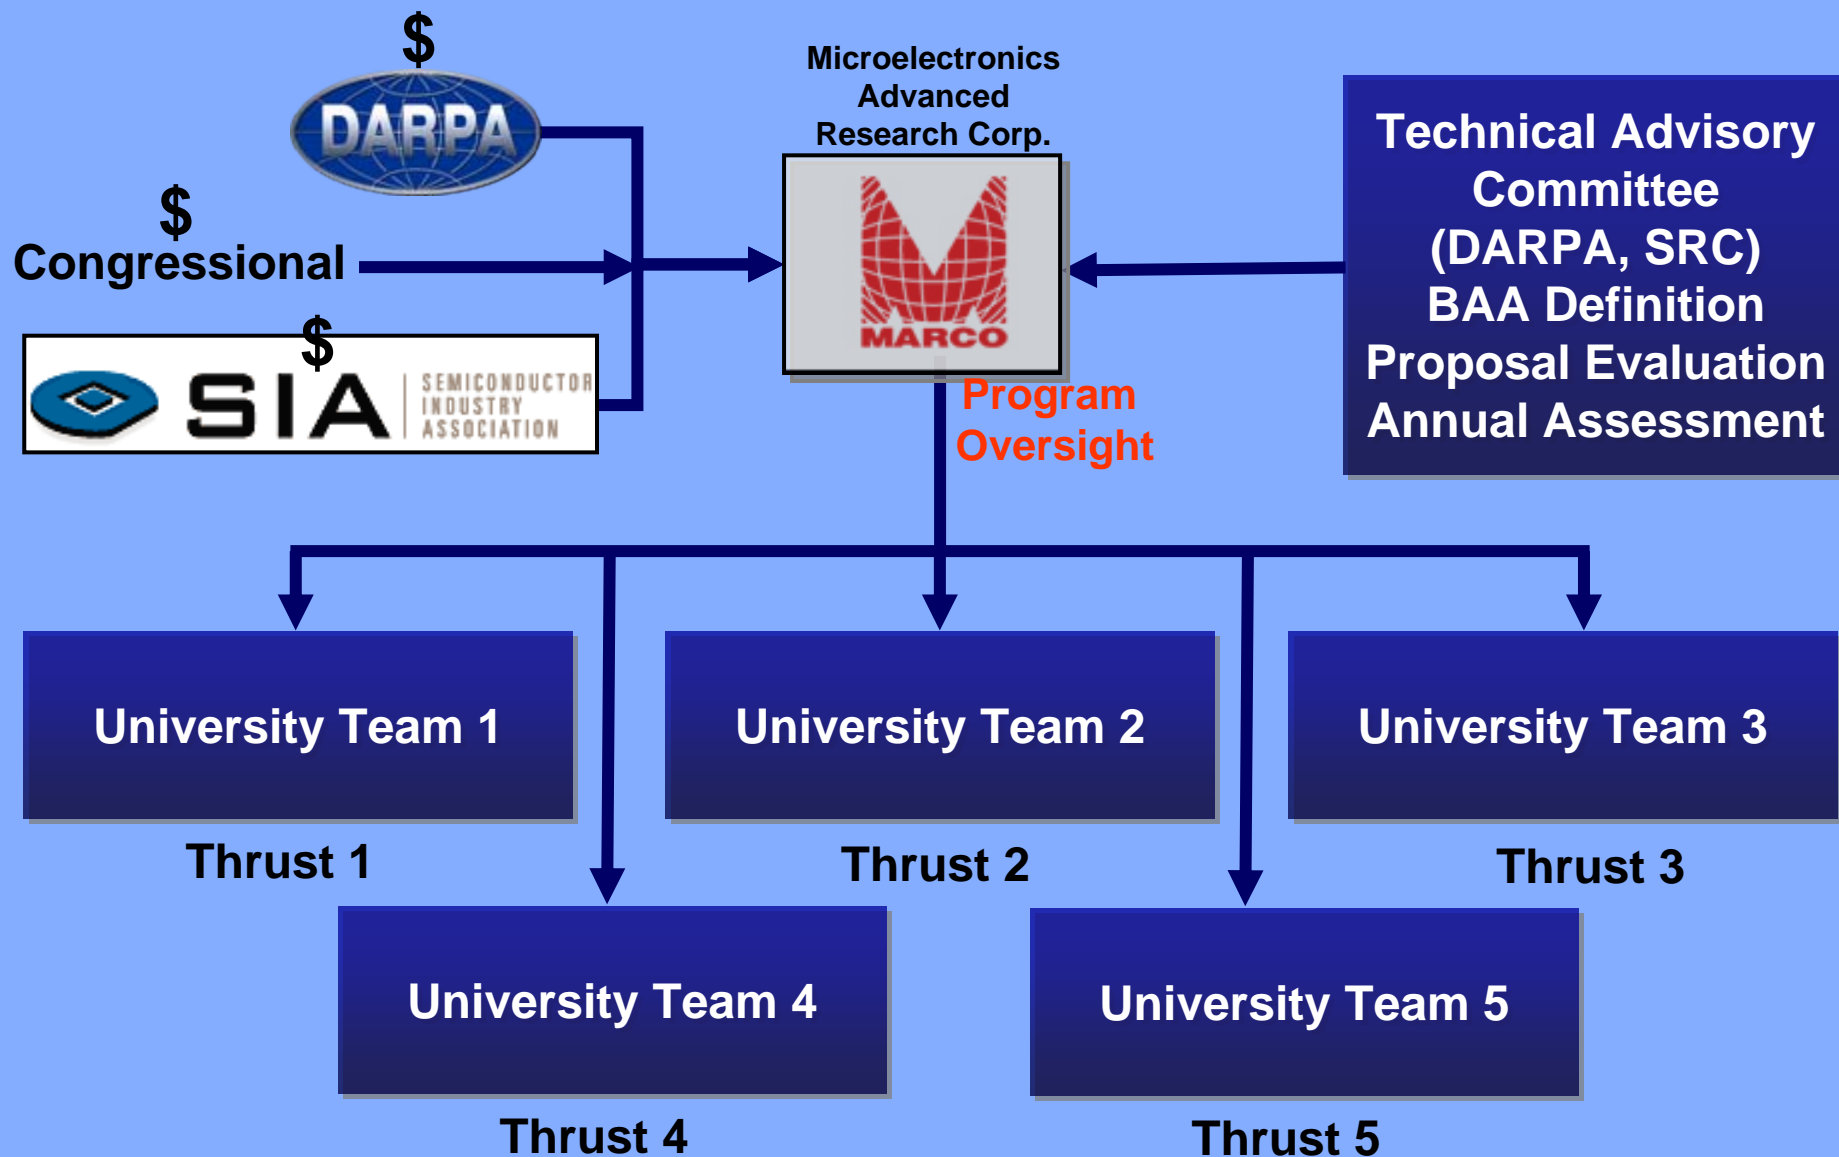 $
DARPA
$
Congressional
$
SIA
SEMICONDUCTOR
INDUSTRY
ASSOCIATION
Microelectronics
Advanced
Research Corp.
MARCO
Program
Oversight
Technical Advisory
Committee
(DARPA, SRC)
BAA Definition
Proposal Evaluation
Annual Assessment
University Team 1
Thrust 1
University Team 2
Thrust 2
University Team 3
Thrust 3
University Team 4
Thrust 4
University Team 5
Thrust 5